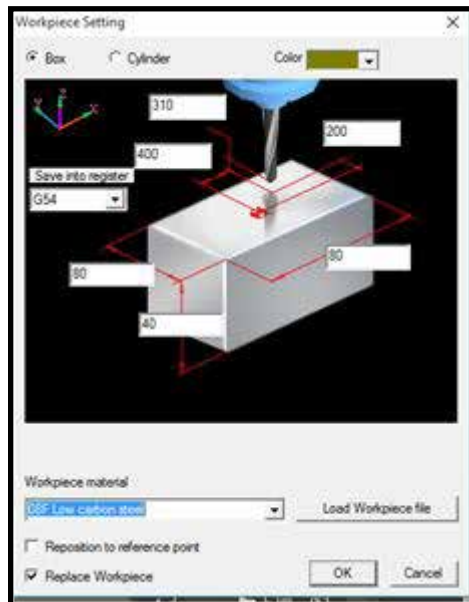 Workpiece Setting
Box Cylinder Color
310
200
400
Save into register
G54
80
80
40
Workpiece material
08F Low carbon steel
Load Workpiece file
Reposition to reference point
Replace Workpiece
OK Cancel